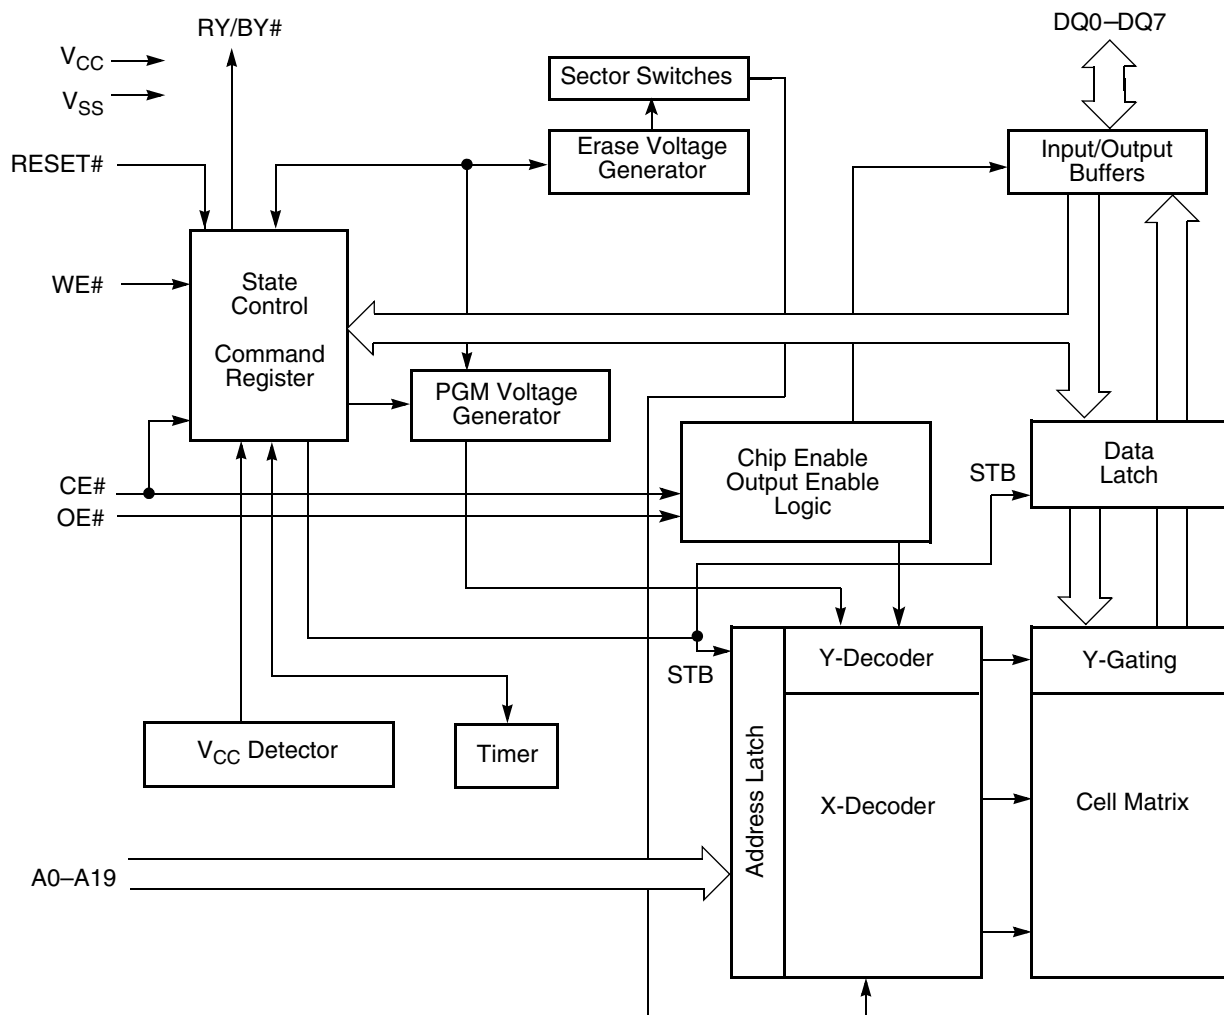 RY/BY#
DQ0–DQ7
VCC
VSS
Sector Switches
RESET#
Erase Voltage
Generator
Input/Output
Buffers
WE#
State
Control
Command
Register
PGM Voltage
Generator
Chip Enable
Output Enable
Logic
Data
Latch
STB
CE#
OE#
STB
Y-Decoder
Y-Gating
VCC Detector
Timer
Address Latch
X-Decoder
Cell Matrix
A0–A19